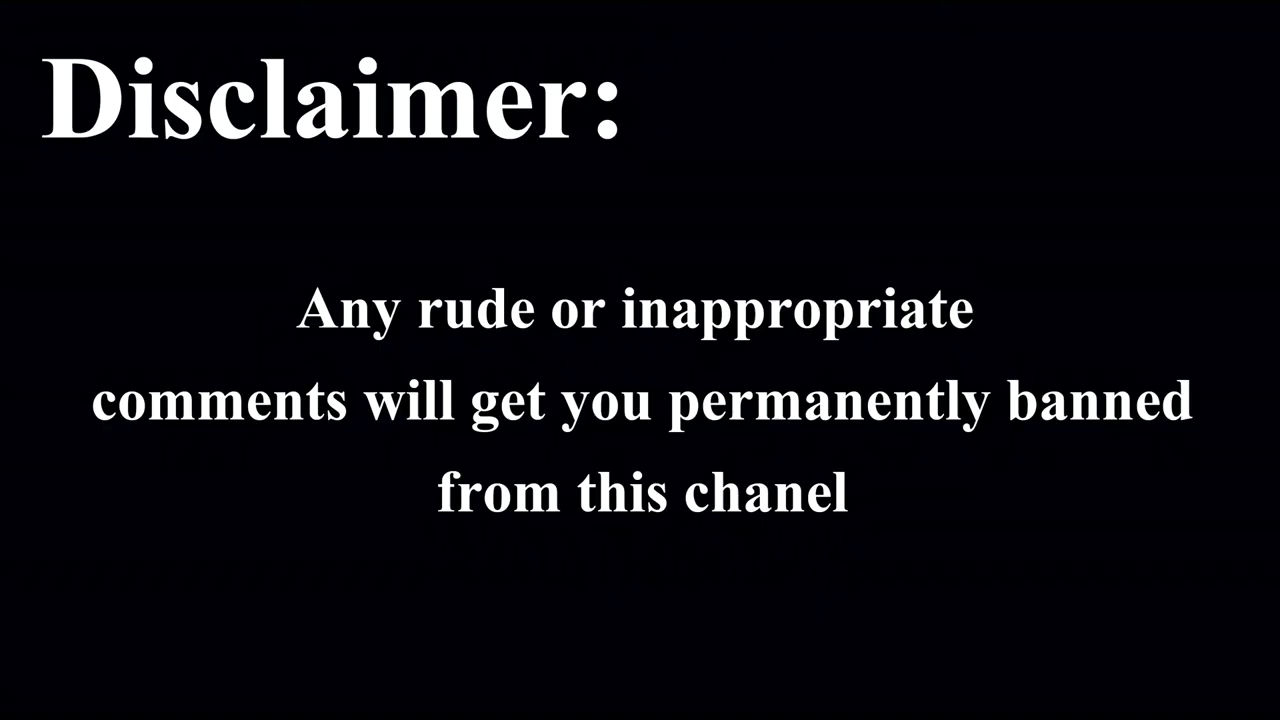 Disclaimer:
Any rude or inappropriate
comments will get you permanently banned
from this chanel